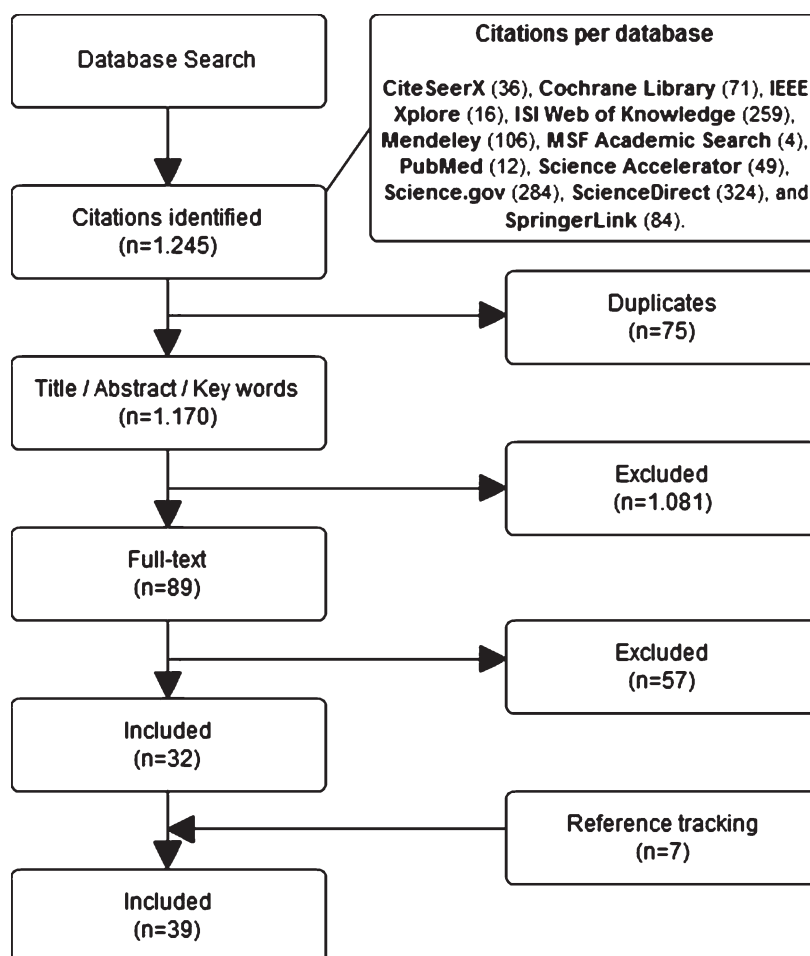 Database Search
Citations per database
CiteSeerX (36), Cochrane Library (71), IEEE
Xplore (16), ISI Web of Knowledge (259),
Mendeley (106), MSF Academic Search (4),
PubMed (12), Science Accelerator (49),
Science.gov (284), ScienceDirect (324), and
SpringerLink (84).
Citations identified
(n=1.245)
Duplicates
(n=75)
Title / Abstract / Key words
(n=1.170)
Excluded
(n=1.081)
Full-text
(n=89)
Excluded
(n=57)
Included
(n=32)
Reference tracking
(n=7)
Included
(n=39)